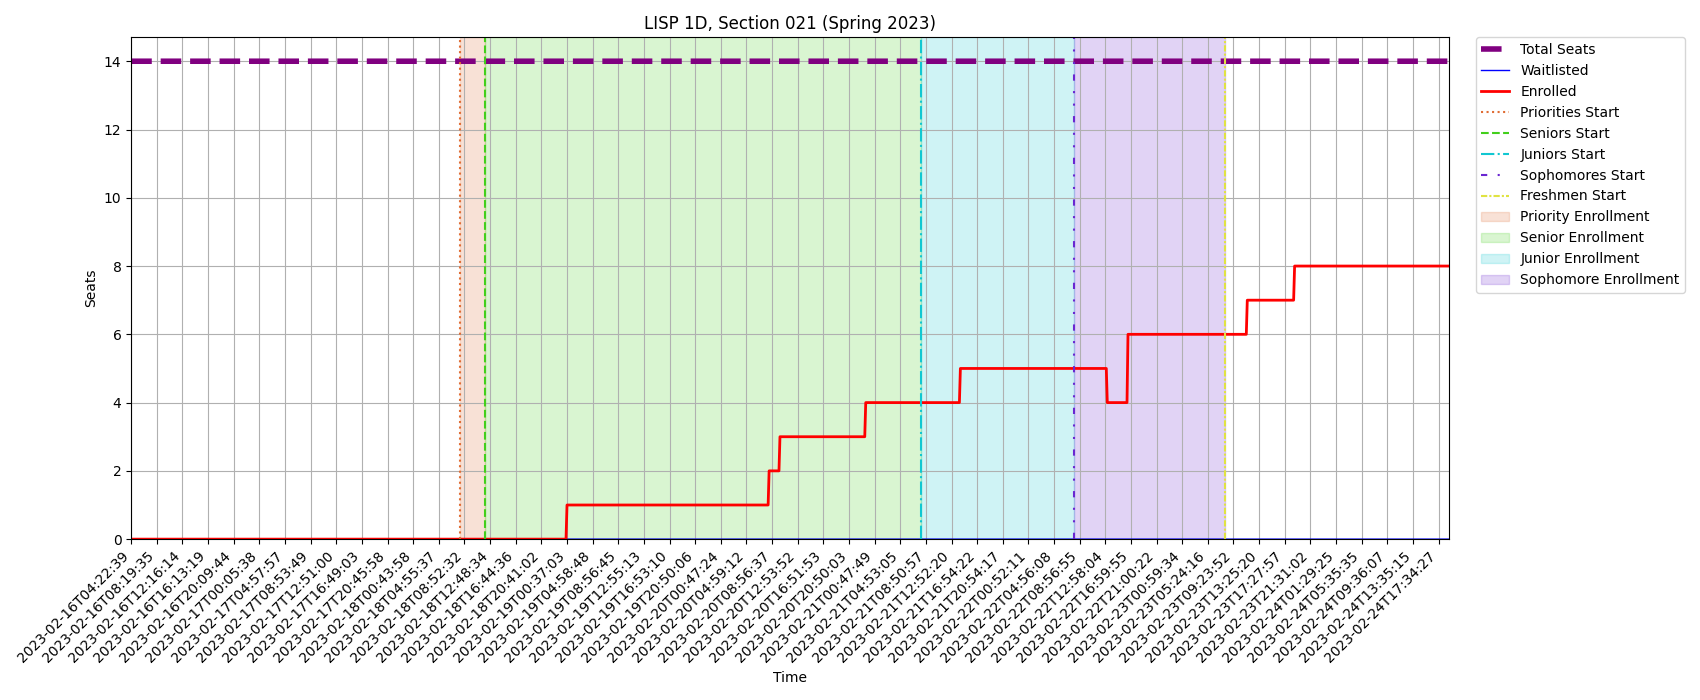 LISP 1D, Section 021 (Spring 2023)
Seats
14
12
10
8
6
4
2
0
2023-02-16T04:22:39
2023-02-16T08:19:35
2023-02-16T12:16:14
2023-02-16T16:13:19
2023-02-16T20:09:44
2023-02-17T00:05:38
2023-02-17T04:57:57
2023-02-17T08:53:49
2023-02-17T12:51:00
2023-02-17T16:49:03
2023-02-17T20:45:58
2023-02-18T00:43:58
2023-02-18T04:55:37
2023-02-18T08:52:32
2023-02-18T12:48:34
2023-02-18T16:44:36
2023-02-18T20:41:02
2023-02-19T00:37:03
2023-02-19T04:58:48
2023-02-19T08:56:45
2023-02-19T12:55:13
2023-02-19T16:53:10
2023-02-19T20:50:06
2023-02-20T00:47:24
2023-02-20T04:59:12
2023-02-20T08:56:37
2023-02-20T12:53:52
2023-02-20T16:51:53
2023-02-20T20:50:03
2023-02-21T00:47:49
2023-02-21T04:53:05
2023-02-21T08:50:57
2023-02-21T12:52:20
2023-02-21T16:54:22
2023-02-21T20:54:17
2023-02-22T00:52:11
2023-02-22T04:56:08
2023-02-22T08:56:55
2023-02-22T12:58:04
2023-02-22T16:59:55
2023-02-22T21:00:22
2023-02-23T00:59:34
2023-02-23T05:24:16
2023-02-23T09:23:52
2023-02-23T13:25:20
2023-02-23T17:27:57
2023-02-23T21:31:02
2023-02-24T01:29:25
2023-02-24T05:35:35
2023-02-24T09:36:07
2023-02-24T13:35:15
2023-02-24T17:34:27
Time
Total Seats
Waitlisted
Enrolled
Priorities Start
Seniors Start
Juniors Start
Sophomores Start
Freshmen Start
Priority Enrollment
Senior Enrollment
Junior Enrollment
Sophomore Enrollment